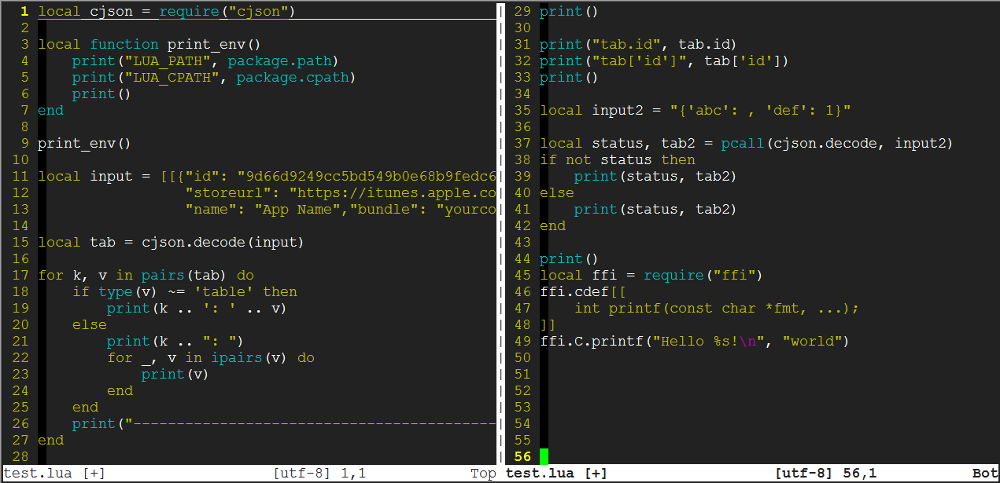 1 local cjson = require("cjson")
2
3 local function print_env()
4     print("LUA_PATH", package.path)
5     print("LUA_CPATH", package.cpath)
6     print()
7 end
8
9 print_env()
10
11 local input = [[{"id": "9d66d9249cc5bd549b0e68b9fedc6
12                  "storeurl": "https://itunes.apple.co
13                  "name": "App Name","bundle": "yourco
14
15 local tab = cjson.decode(input)
16
17 for k, v in pairs(tab) do
18     if type(v) ~= 'table' then
19         print(k .. ': ' .. v)
20     else
21         print(k .. ": ")
22         for _, v in ipairs(v) do
23             print(v)
24         end
25     end
26     print("------------------------------------------
27 end
28
test.lua [+] [utf-8] 1,1 Top
29 print()
30
31 print("tab.id", tab.id)
32 print("tab['id']", tab['id'])
33 print()
34
35 local input2 = "{'abc': , 'def': 1}"
36
37 local status, tab2 = pcall(cjson.decode, input2)
38 if not status then
39     print(status, tab2)
40 else
41     print(status, tab2)
42 end
43
44 print()
45 local ffi = require("ffi")
46 ffi.cdef[[
47     int printf(const char *fmt, ...);
48 ]]
49 ffi.C.printf("Hello %s!\n", "world")
50
51
52
53
54
55
56
test.lua [+] [utf-8] 56,1 Bot